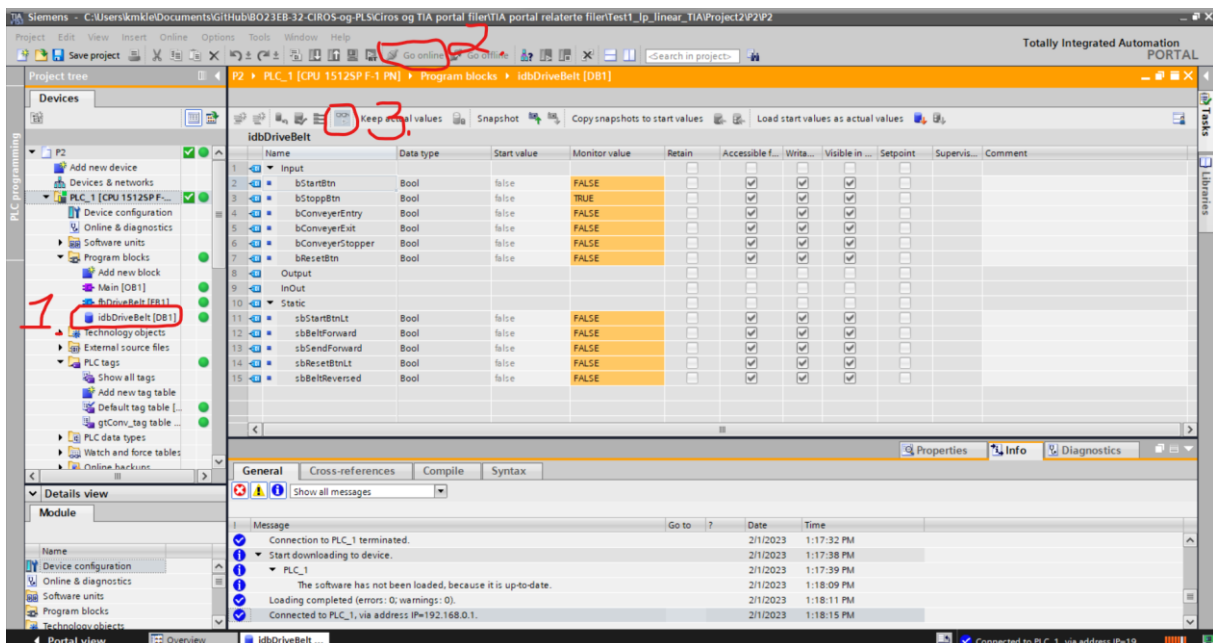 Siemens - C:\Users\kmkle\Documents\GitHub\BO23EB-32-CIROS-og-PLS\Ciros og TIA portal filer\TIA portal relaterte filer\Test1_lp_linear_TIA\Project2\P2\P2
Project Edit View Insert Online Options Tools Window Help
Totally Integrated Automation
PORTAL
Save project Go online Go offline <Search in project>
2.
Project tree
P2 PLC_1 [CPU 1512SP F-1 PN] Program blocks idbDriveBelt [DB1]
Devices
Keep actual values Snapshot Copy snapshots to start values Load start values as actual values
3.
idbDriveBelt
Name Data type Start value Monitor value Retain Accessible f... Writa... Visible in ... Setpoint Supervis... Comment
1 Input
2 bStartBtn Bool false FALSE
3 bStoppBtn Bool false TRUE
4 bConveyerEntry Bool false FALSE
5 bConveyerExit Bool false FALSE
6 bConveyerStopper Bool false FALSE
7 bResetBtn Bool false FALSE
8 Output
9 InOut
10 Static
11 sbStartBtnLt Bool false FALSE
12 sbBeltForward Bool false FALSE
13 sbSendForward Bool false FALSE
14 sbResetBtnLt Bool false FALSE
15 sbBeltReversed Bool false FALSE
PLC programming
P2
Add new device
Devices & networks
PLC_1 [CPU 1512SP F-...
Device configuration
Online & diagnostics
Software units
Program blocks
Add new block
Main [OB1]
fbDriveBelt [FB1]
1
idbDriveBelt [DB1]
Technology objects
External source files
PLC tags
Show all tags
Add new tag table
Default tag table [...
gtConv_tag table ...
PLC data types
Watch and force tables
Online backups
Tasks
Libraries
Properties Info Diagnostics
General Cross-references Compile Syntax
Show all messages
! Message Go to ? Date Time
Connection to PLC_1 terminated. 2/1/2023 1:17:32 PM
Start downloading to device. 2/1/2023 1:17:38 PM
PLC_1 2/1/2023 1:17:39 PM
The software has not been loaded, because it is up-to-date. 2/1/2023 1:18:09 PM
Loading completed (errors: 0; warnings: 0). 2/1/2023 1:18:11 PM
Connected to PLC_1, via address IP=192.168.0.1. 2/1/2023 1:18:15 PM
Details view
Module
Name
Device configuration
Online & diagnostics
Software units
Program blocks
Technology objects
Portal view Overview idbDriveBelt ... Connected to PLC_1, via address IP=19...